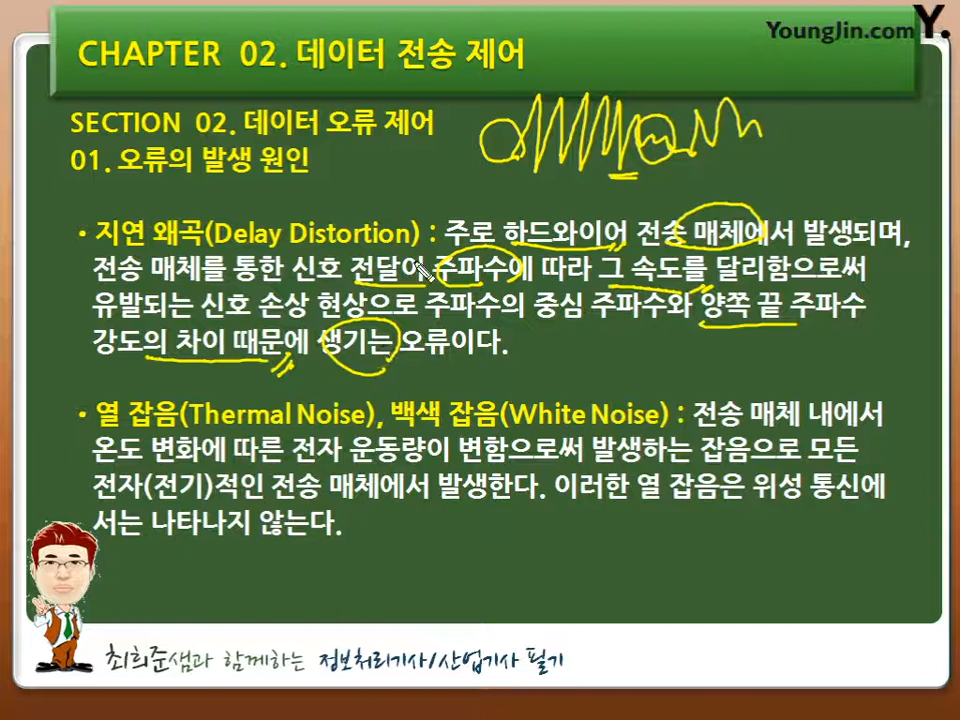 YoungJin.com Y.
CHAPTER 02. 데이터 전송 제어
SECTION 02. 데이터 오류 제어
01. 오류의 발생 원인
• 지연 왜곡(Delay Distortion) : 주로 하드와이어 전송 매체에서 발생되며,
전송 매체를 통한 신호 전달이 주파수에 따라 그 속도를 달리함으로써
유발되는 신호 손상 현상으로 주파수의 중심 주파수와 양쪽 끝 주파수
강도의 차이 때문에 생기는 오류이다.
• 열 잡음(Thermal Noise), 백색 잡음(White Noise) : 전송 매체 내에서
온도 변화에 따른 전자 운동량이 변함으로써 발생하는 잡음으로 모든
전자(전기)적인 전송 매체에서 발생한다. 이러한 열 잡음은 위성 통신에
서는 나타나지 않는다.
최희준샘과 함께하는 정보처리기사/산업기사 필기